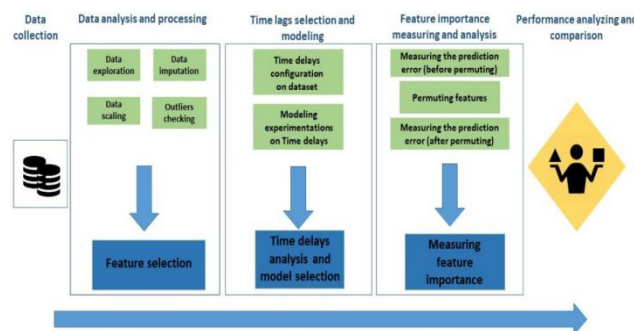 Data
collection
Data analysis and processing
Data
exploration
Data
imputation
Data
scaling
Outliers
checking
Feature selection
Time lags selection and
modeling
Time delays
configuration
on dataset
Modeling
experimentations
on Time delays
Time delays
analysis and
model selection
Feature importance
measuring and analysis
Measuring the prediction
error (before permuting)
Permuting features
Measuring the prediction
error (after permuting)
Measuring
feature
importance
Performance analyzing and
comparison